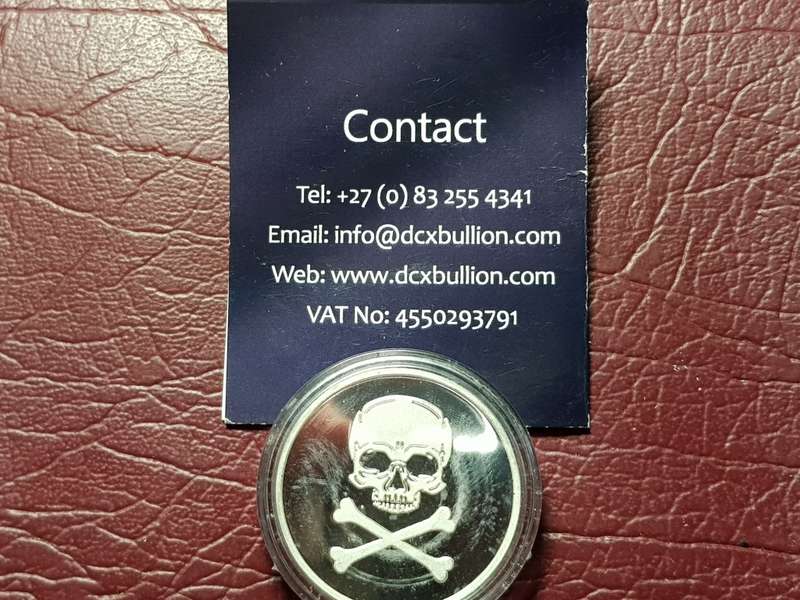 Contact
Tel: +27 (0) 83 255 4341
Email: info@dcxbullion.com
Web: www.dcxbullion.com
VAT No: 4550293791